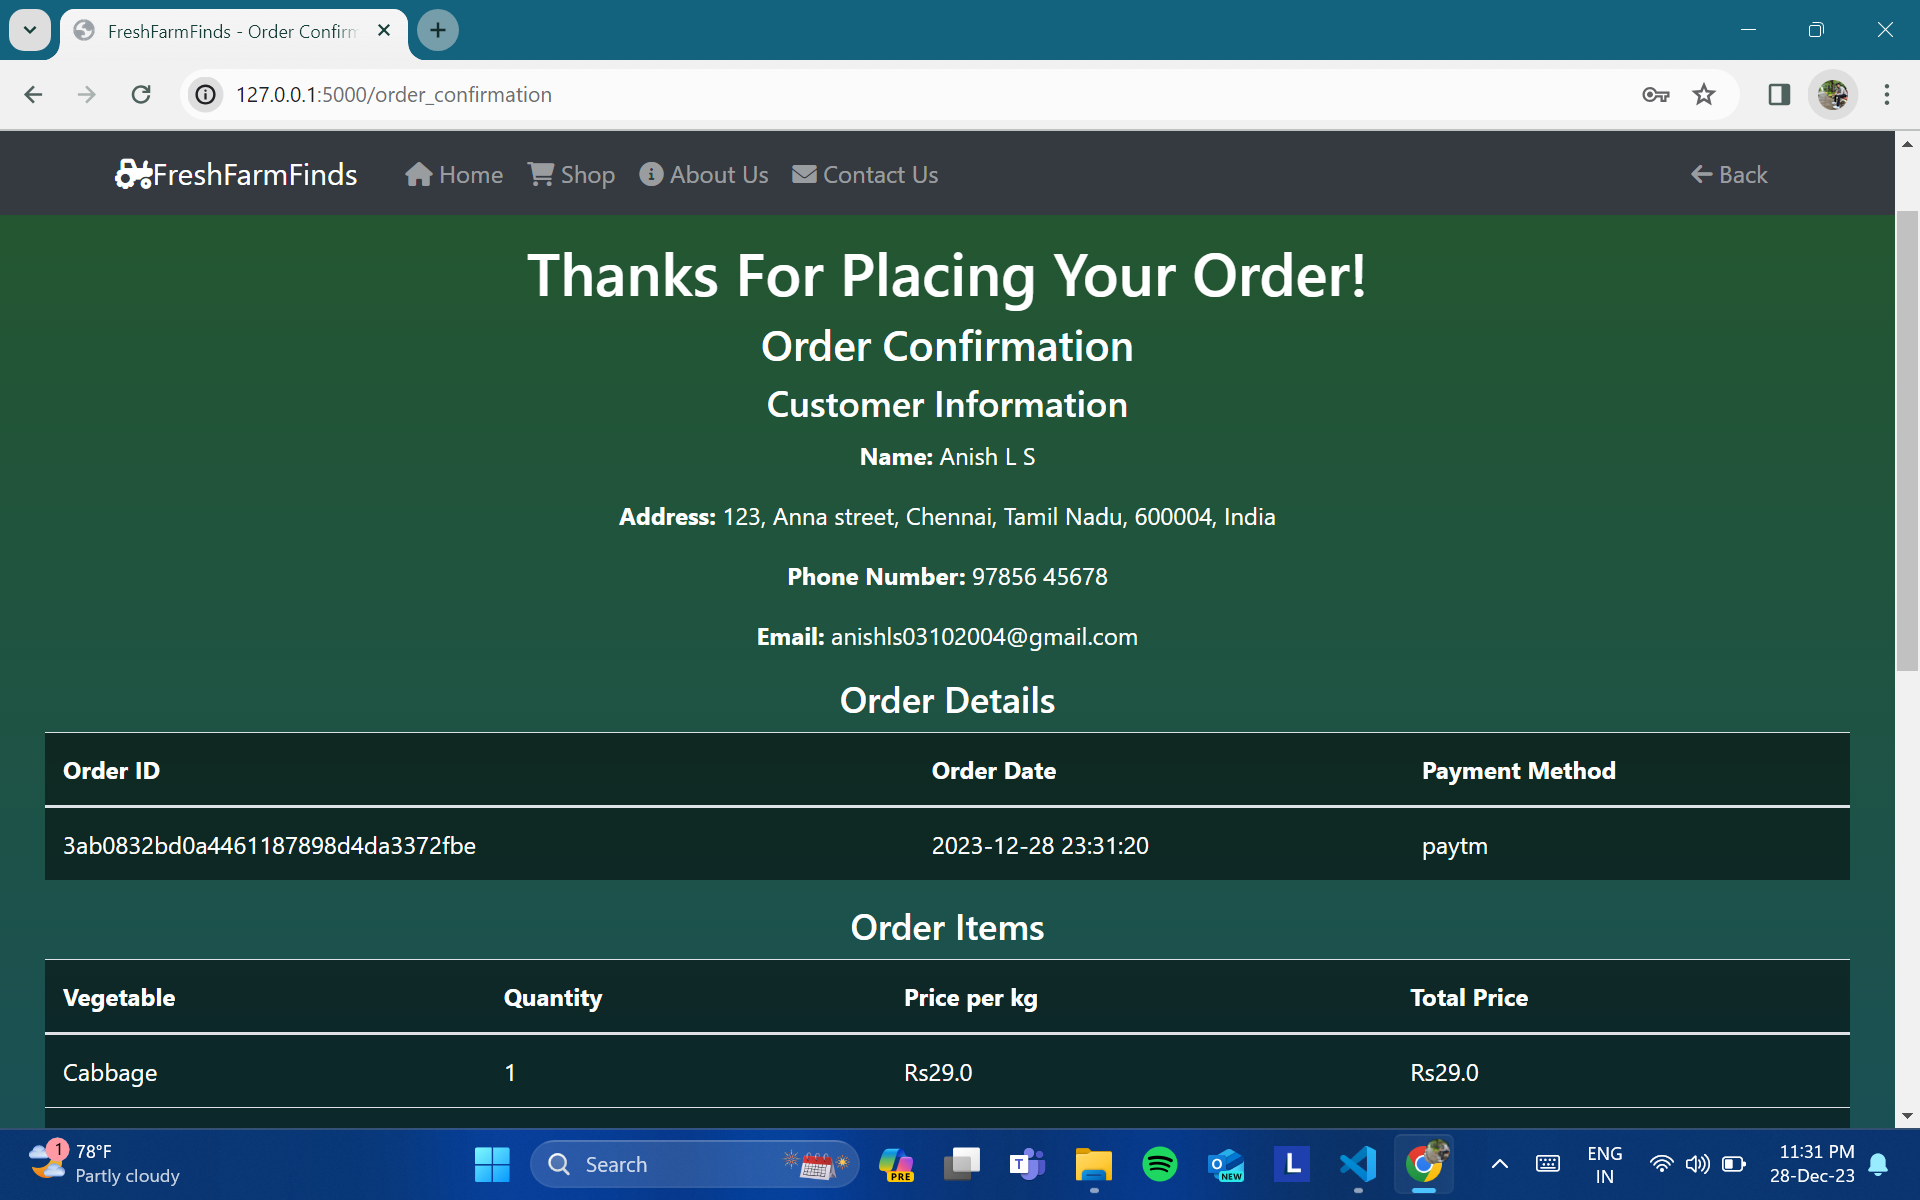 FreshFarmFinds - Order Confirm
127.0.0.1:5000/order_confirmation
FreshFarmFinds Home Shop About Us Contact Us Back
Thanks For Placing Your Order!
Order Confirmation
Customer Information
Name: Anish L S
Address: 123, Anna street, Chennai, Tamil Nadu, 600004, India
Phone Number: 97856 45678
Email: anishls03102004@gmail.com
Order Details
Order ID Order Date Payment Method
3ab0832bd0a4461187898d4da3372fbe 2023-12-28 23:31:20 paytm
Order Items
Vegetable Quantity Price per kg Total Price
Cabbage 1 Rs29.0 Rs29.0
1 78°F
Partly cloudy
Search
PRE
T
O
NEW
L
ENG
IN
11:31 PM
28-Dec-23